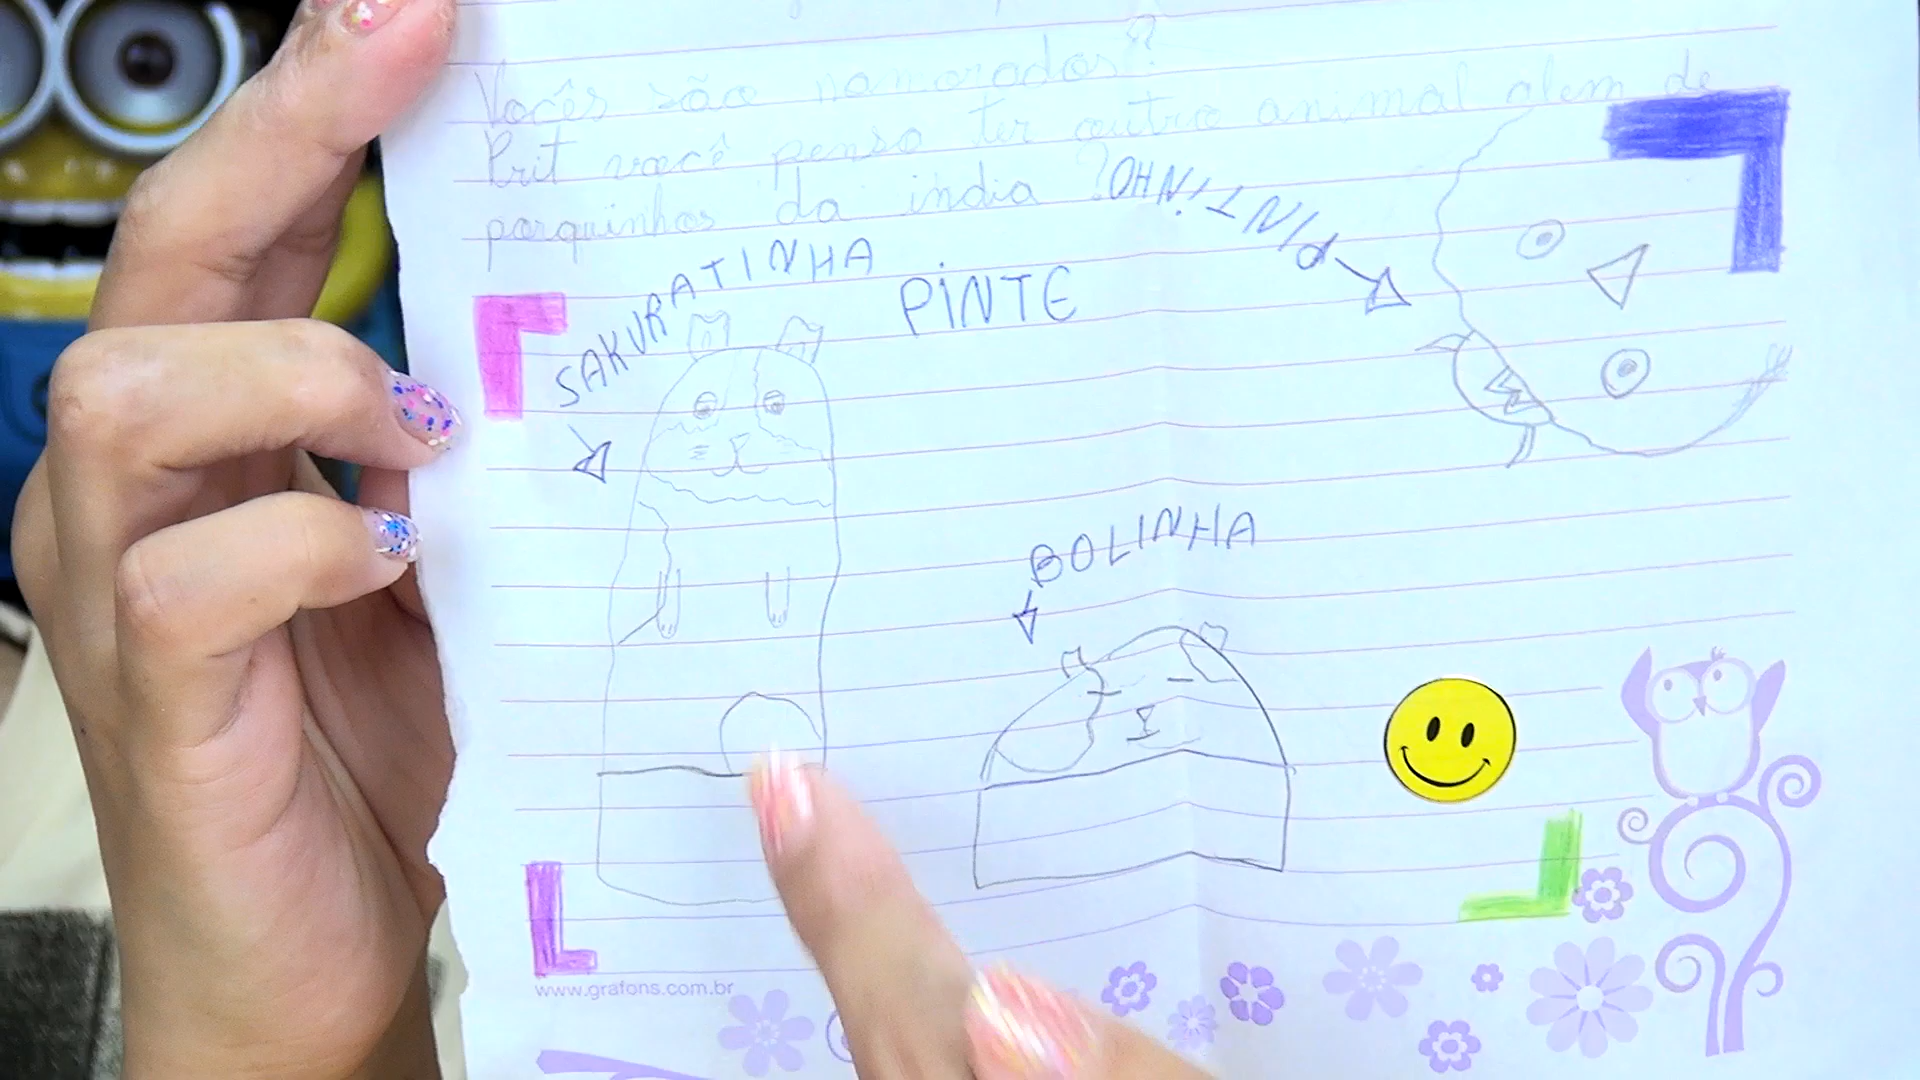 Vocês são namorados?
Prit você pensa ter outro animal alem de
porquinhos da india?
PINTINHO
SAKURATINHA
PINTE
BOLINHA
www.grafons.com.br